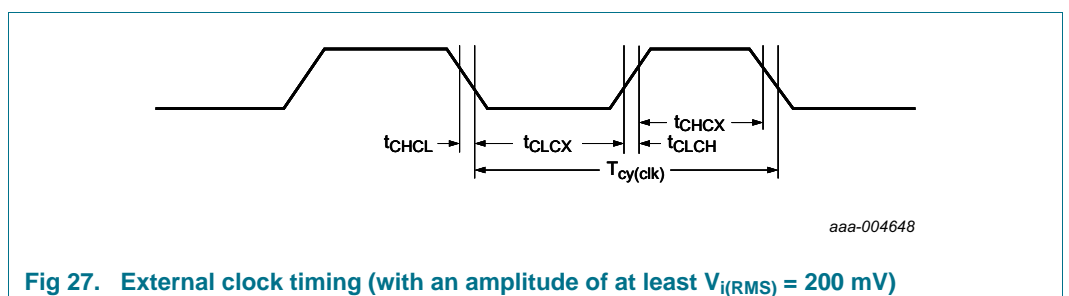 tCHCX
tCHCL tCLCX tCLCH
Tcy(clk)
aaa-004648
Fig 27. External clock timing (with an amplitude of at least Vi(RMS) = 200 mV)